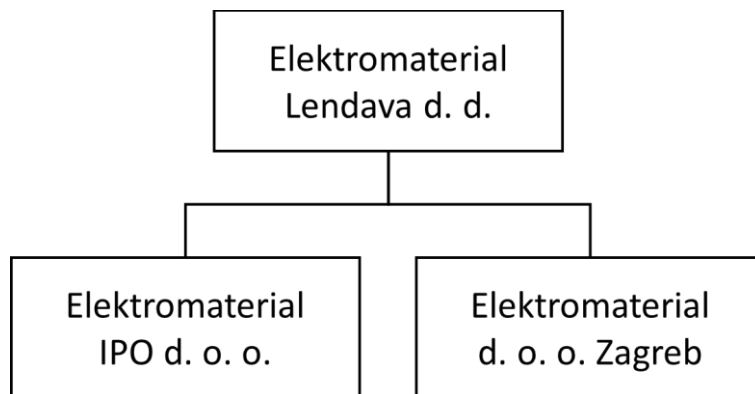 Elektromaterial
Lendava d. d.
Elektromaterial
IPO d. o. o.
Elektromaterial
d. o. o. Zagreb